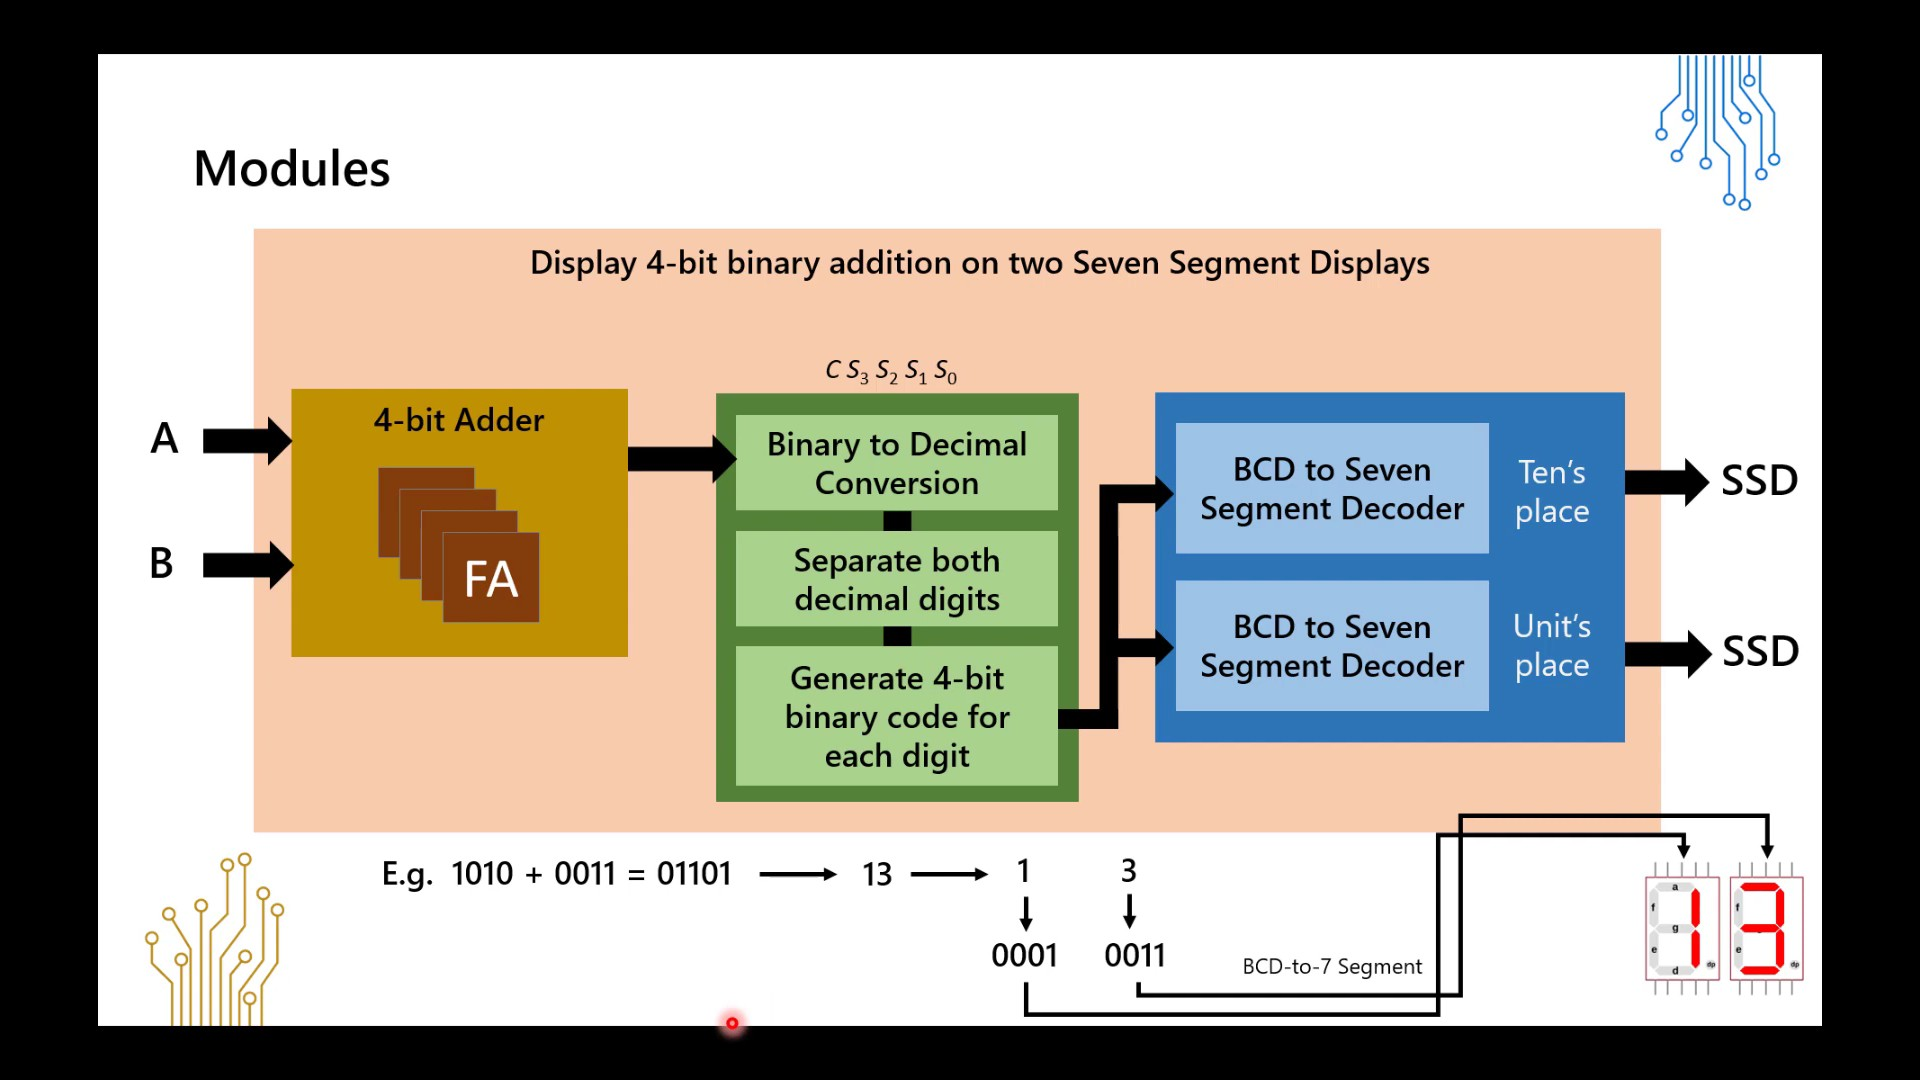 Modules
Display 4-bit binary addition on two Seven Segment Displays
C S3 S2 S1 S0
A
B
4-bit Adder
FA
Binary to Decimal
Conversion
Separate both
decimal digits
Generate 4-bit
binary code for
each digit
BCD to Seven
Segment Decoder
Ten's
place
SSD
BCD to Seven
Segment Decoder
Unit's
place
SSD
E.g. 1010 + 0011 = 01101
13
1
3
0001
0011
BCD-to-7 Segment
a
f
g
e
d
dp
f
e
dp